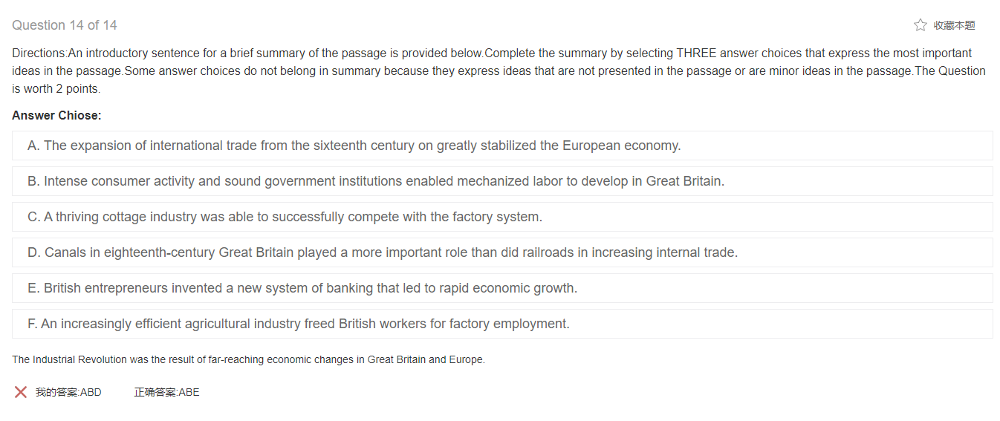 Question 14 of 14
收藏本题
Directions:An introductory sentence for a brief summary of the passage is provided below.Complete the summary by selecting THREE answer choices that express the most important
ideas in the passage.Some answer choices do not belong in summary because they express ideas that are not presented in the passage or are minor ideas in the passage.The Question
is worth 2 points.
Answer Chiose:
A. The expansion of international trade from the sixteenth century on greatly stabilized the European economy.
B. Intense consumer activity and sound government institutions enabled mechanized labor to develop in Great Britain.
C. A thriving cottage industry was able to successfully compete with the factory system.
D. Canals in eighteenth-century Great Britain played a more important role than did railroads in increasing internal trade.
E. British entrepreneurs invented a new system of banking that led to rapid economic growth.
F. An increasingly efficient agricultural industry freed British workers for factory employment.
The Industrial Revolution was the result of far-reaching economic changes in Great Britain and Europe.
我的答案:ABD 正确答案:ABE